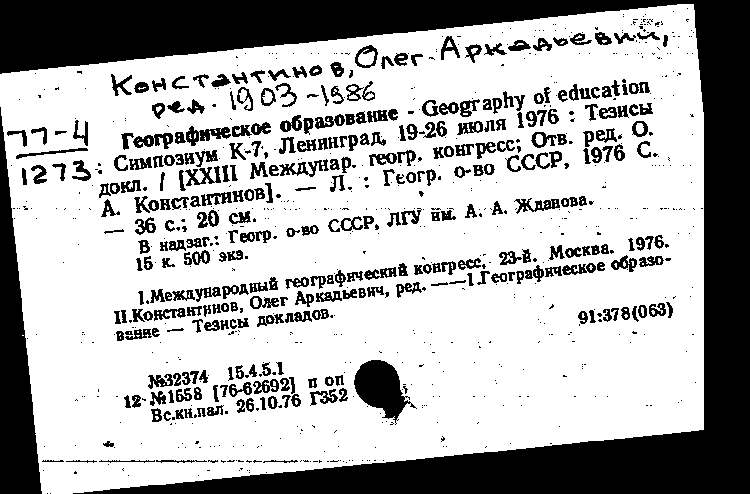 Константинов, Олег Аркадьевич,
ред. 1903-1986
77-4
1273
Географическое образование - Geography of education
: Симпозиум К-7, Ленинград, 19-26 июля 1976 : Тезисы
докл. / [XXIII Междунар. геогр. конгресс; Отв. ред. О.
А. Константинов]. — Л. : Геогр. о-во СССР, 1976 С.
— 36 с.; 20 см.
В надзаг.: Геогр. о-во СССР, ЛГУ им. А. А. Жданова.
15 к. 500 экз.
I.Международный географический конгресс, 23-й. Москва. 1976.
II.Константинов, Олег Аркадьевич, ред. ——1.Географическое образо-
вание — Тезисы докладов.
91:378(063)
№32374 15.4.5.1
12 №1658 [76-62692] п оп
Вс.кн.пал. 26.10.76 Г352